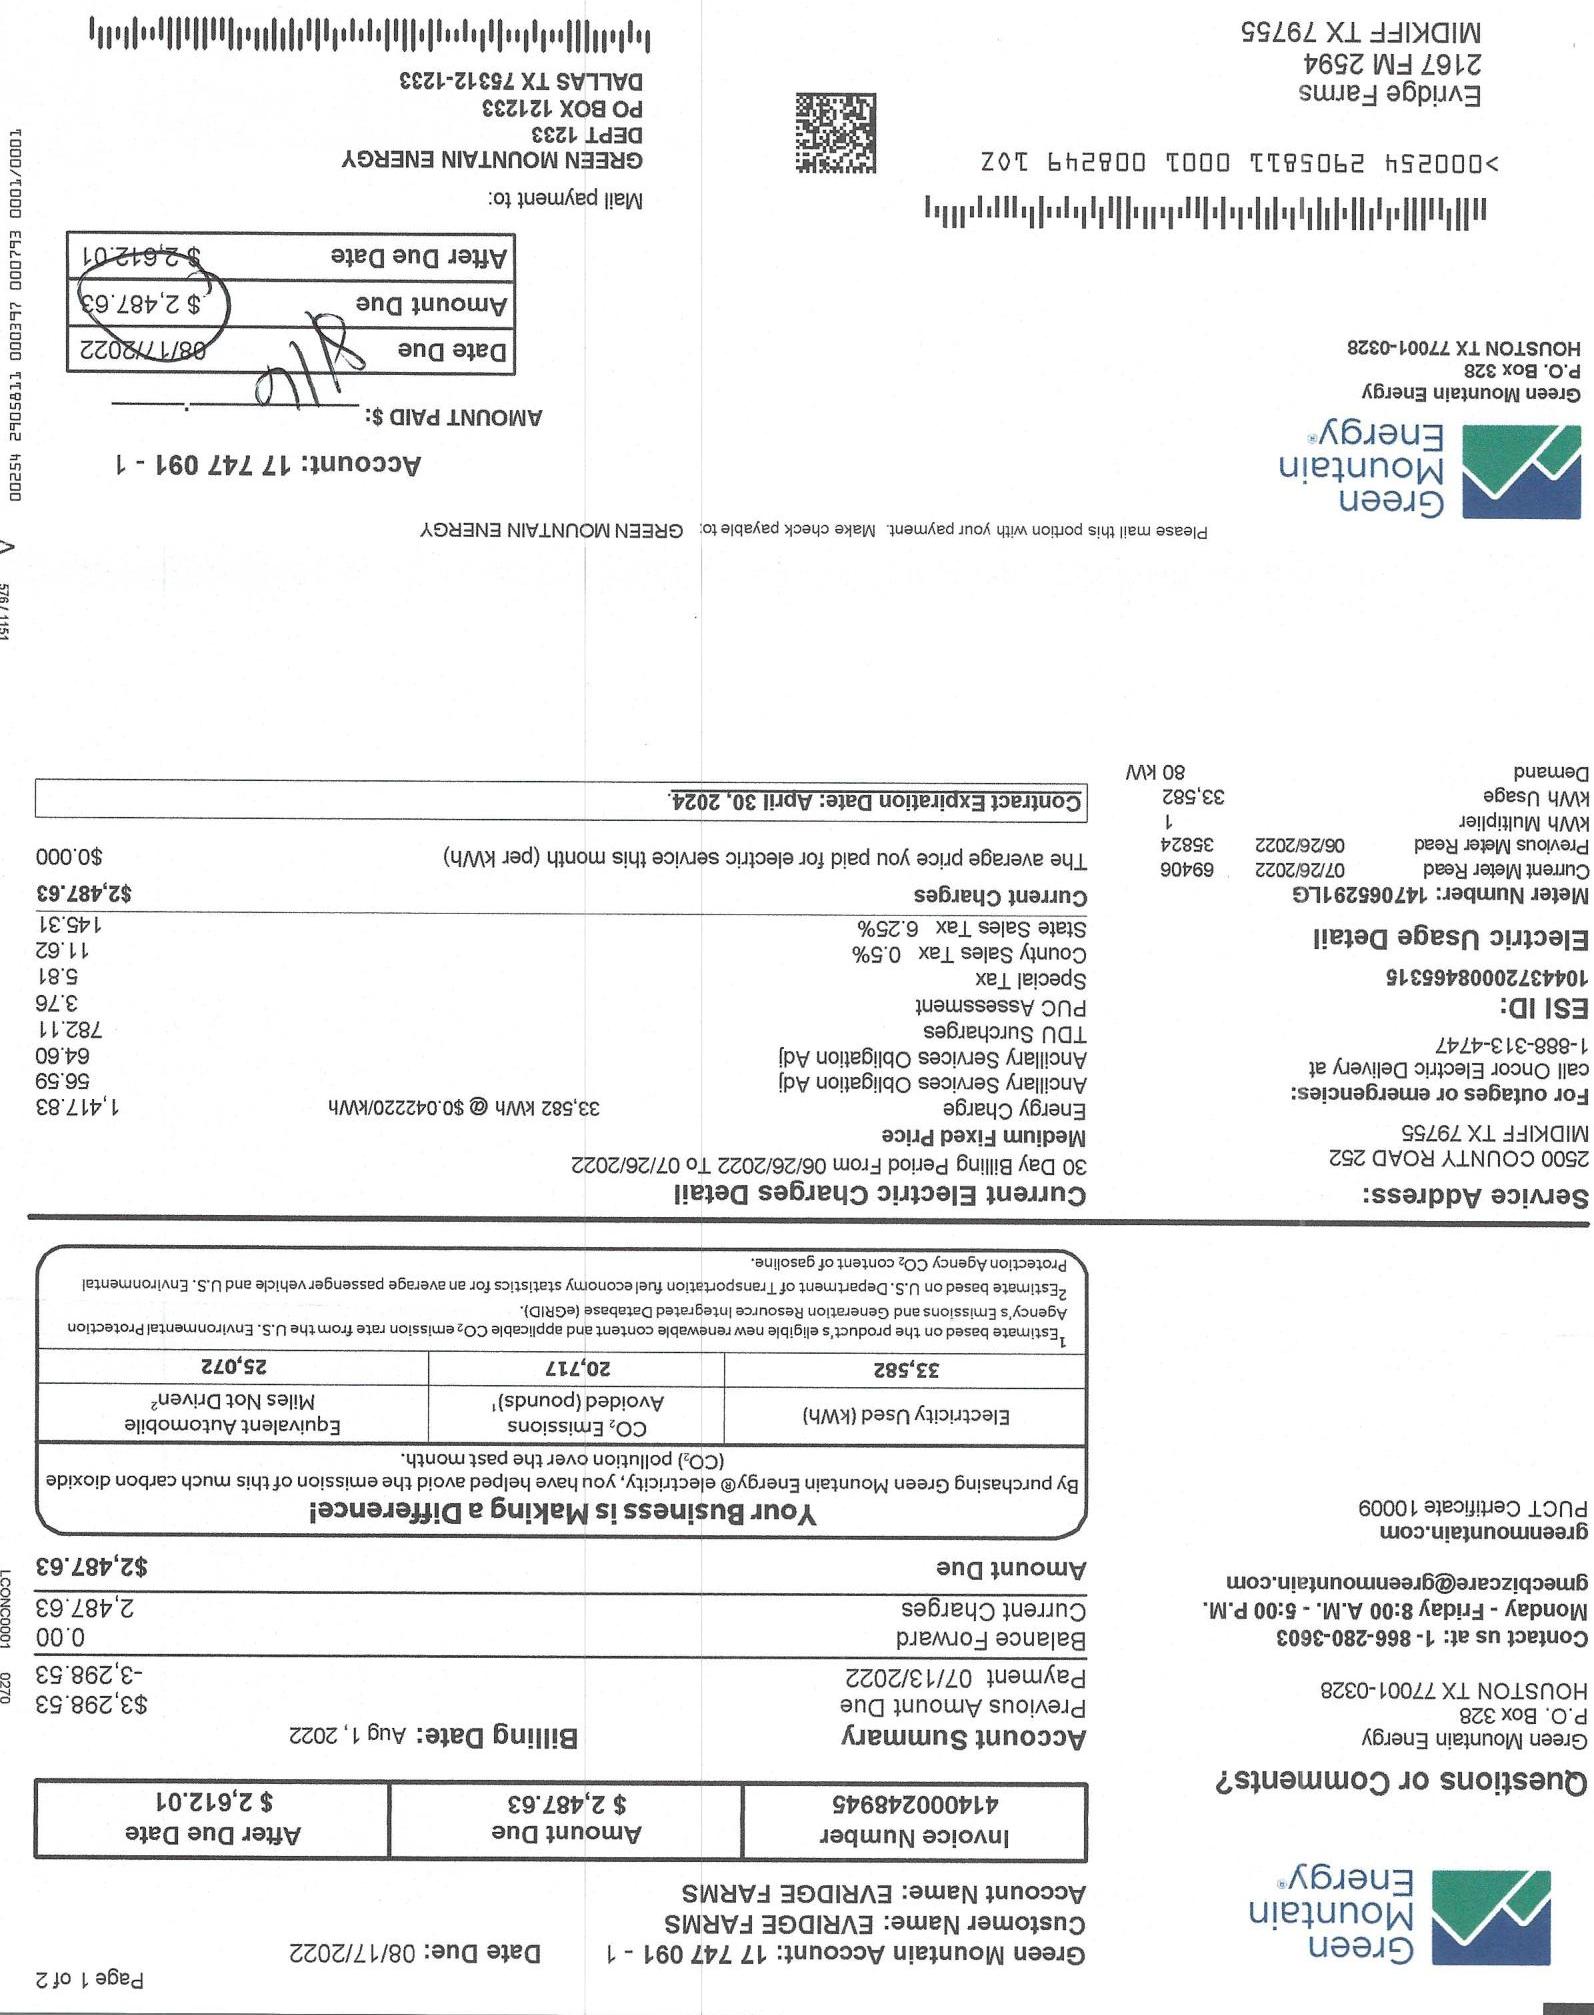 Page 1 of 2
Green
Mountain
Energy®
Green Mountain Account: 17 747 091 - 1 Date Due: 08/17/2022
Customer Name: EVRIDGE FARMS
Account Name: EVRIDGE FARMS
Invoice Number Amount Due After Due Date
414000248945 $ 2,487.63 $ 2,612.01
Questions or Comments?
Green Mountain Energy
P.O. Box 328
HOUSTON TX 77001-0328
Contact us at: 1- 866-280-3603
Monday - Friday 8:00 A.M. - 5:00 P.M.
gmecbizcare@greenmountain.com
greenmountain.com
PUCT Certificate 10009
Account Summary Billing Date: Aug 1, 2022
Previous Amount Due $3,298.53
Payment 07/13/2022 -3,298.53
Balance Forward 0.00
Current Charges 2,487.63
Amount Due $2,487.63
LCONC0001 0270
Your Business is Making a Difference!
By purchasing Green Mountain Energy® electricity, you have helped avoid the emission of this much carbon dioxide
(CO₂) pollution over the past month.
Electricity Used (kWh) CO₂ Emissions Avoided (pounds)¹ Equivalent Automobile Miles Not Driven²
33,582 20,717 25,072
¹Estimate based on the product's eligible new renewable content and applicable CO₂ emission rate from the U.S. Environmental Protection
Agency's Emissions and Generation Resource Integrated Database (eGRID).
²Estimate based on U.S. Department of Transportation fuel economy statistics for an average passenger vehicle and U.S. Environmental
Protection Agency CO₂ content of gasoline.
Service Address:
2500 COUNTY ROAD 252
MIDKIFF TX 79755
For outages or emergencies:
call Oncor Electric Delivery at
1-888-313-4747
ESI ID:
10443720008465315
Electric Usage Detail
Meter Number: 147065291LG
Current Meter Read 07/26/2022 69406
Previous Meter Read 06/26/2022 35824
kWh Multiplier 1
kWh Usage 33,582
Demand 80 kW
Current Electric Charges Detail
30 Day Billing Period From 06/26/2022 To 07/26/2022
Medium Fixed Price
Energy Charge 33,582 kWh @ $0.042220/kWh 1,417.83
Ancillary Services Obligation Adj 56.59
Ancillary Services Obligation Adj 64.60
TDU Surcharges 782.11
PUC Assessment 3.76
Special Tax 5.81
County Sales Tax 0.5% 11.62
State Sales Tax 6.25% 145.31
Current Charges $2,487.63
The average price you paid for electric service this month (per kWh) $0.000
Contract Expiration Date: April 30, 2024.
576 / 1151
Please mail this portion with your payment. Make check payable to: GREEN MOUNTAIN ENERGY
Green
Mountain
Energy®
Green Mountain Energy
P.O. Box 328
HOUSTON TX 77001-0328
Account: 17 747 091 - 1
AMOUNT PAID $:
8/16
Date Due 08/17/2022
Amount Due $ 2,487.63
After Due Date $ 2,612.01
>000254 2905811 0001 008249 10Z
Evridge Farms
2167 FM 2594
MIDKIFF TX 79755
Mail payment to:
GREEN MOUNTAIN ENERGY
DEPT 1233
PO BOX 121233
DALLAS TX 75312-1233
00254 2905811 000397 000793 0001/0001